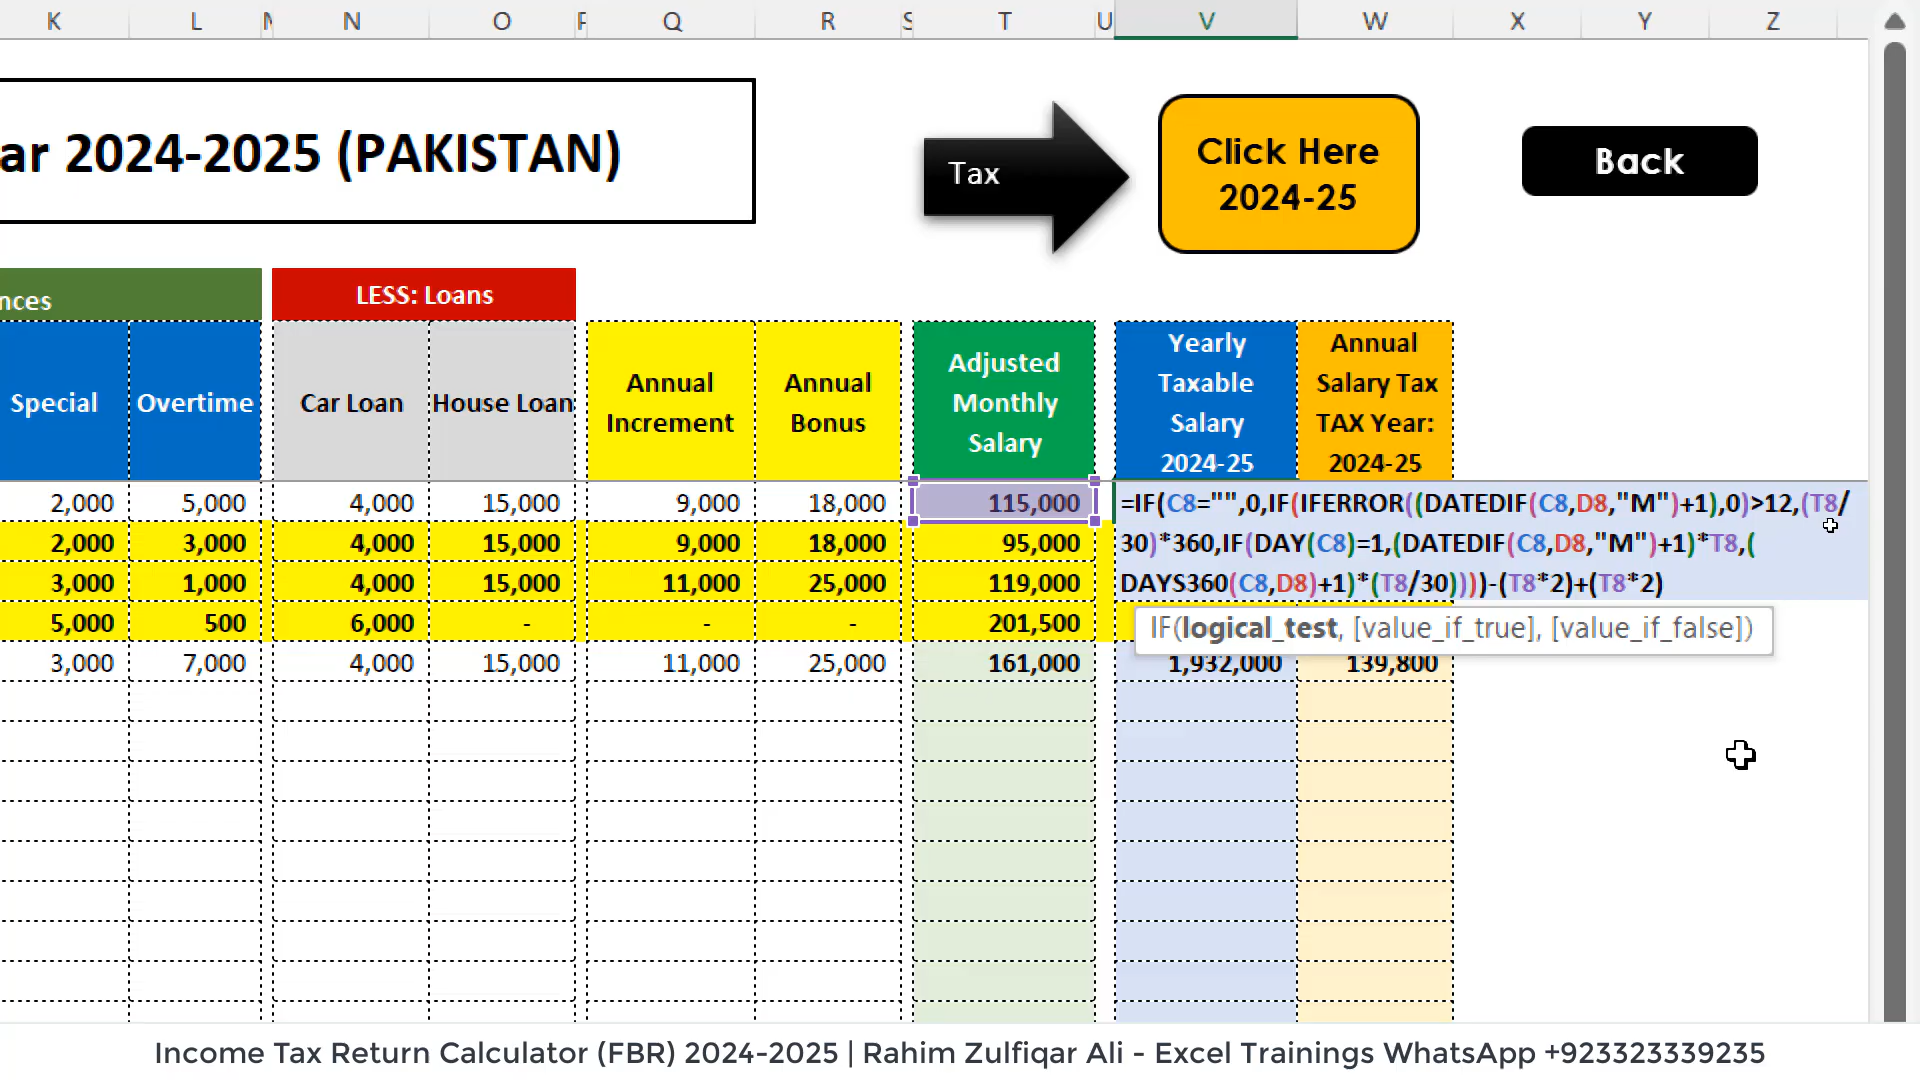 K L M N O P Q R S T U V W X Y Z
ar 2024-2025 (PAKISTAN)
Tax
Click Here
2024-25
Back
nces
LESS: Loans
Special Overtime Car Loan House Loan
Annual
Increment
Annual
Bonus
Adjusted
Monthly
Salary
Yearly
Taxable
Salary
2024-25
Annual
Salary Tax
TAX Year:
2024-25
2,000 5,000 4,000 15,000 9,000 18,000 115,000
=IF(C8="",0,IF(IFERROR((DATEDIF(C8,D8,"M")+1),0)>12,(T8/
30)*360,IF(DAY(C8)=1,(DATEDIF(C8,D8,"M")+1)*T8,(
DAYS360(C8,D8)+1)*(T8/30))))-(T8*2)+(T8*2)
2,000 3,000 4,000 15,000 9,000 18,000 95,000
3,000 1,000 4,000 15,000 11,000 25,000 119,000
5,000 500 6,000 - - - 201,500
IF(logical_test, [value_if_true], [value_if_false])
3,000 7,000 4,000 15,000 11,000 25,000 161,000 1,932,000 139,800
Income Tax Return Calculator (FBR) 2024-2025 | Rahim Zulfiqar Ali - Excel Trainings WhatsApp +923323339235